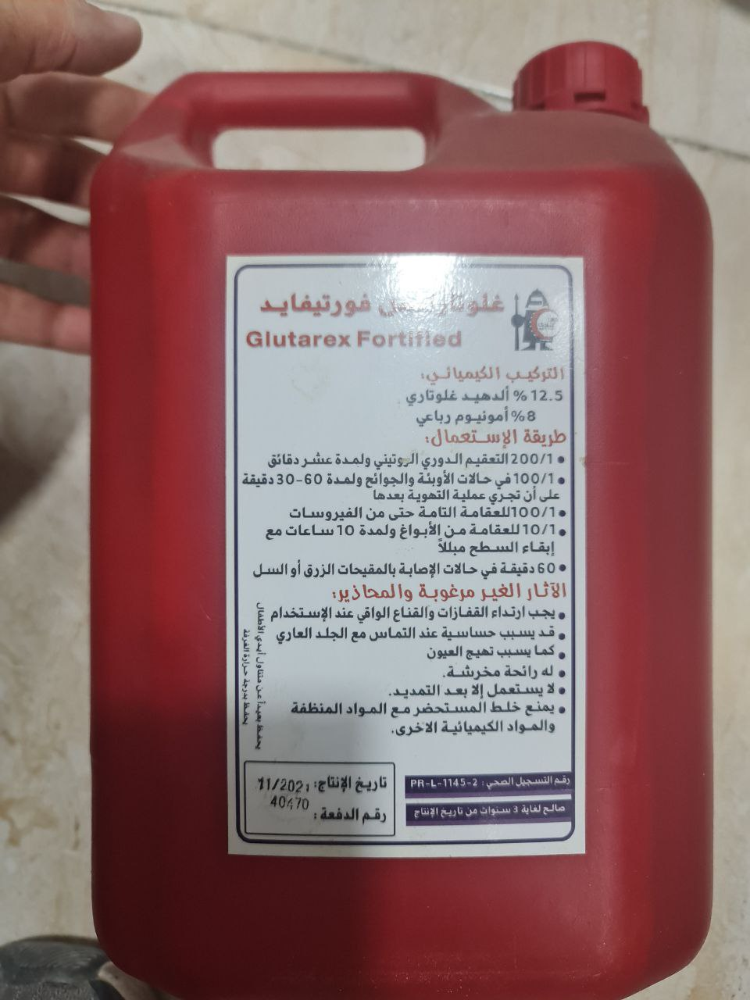 غلوتاركس فورتيفايد
Glutarex Fortified
التركيب الكيميائي:
12.5 % ألدهيد غلوتاري
8% أمونيوم رباعي
طريقة الإستعمال:
• 200/1 التعقيم الدوري الروتيني ولمدة عشر دقائق
• 100/1 في حالات الأوبئة والجوائح ولمدة 60-30 دقيقة
على أن تجري عملية التهوية بعدها
• 100/1 للعقامة التامة حتى من الفيروسات
• 10/1 للعقامة من الأبواغ ولمدة 10 ساعات مع
إبقاء السطح مبللاً
• 60 دقيقة في حالات الإصابة بالمقيحات الزرق أو السل
الآثار الغير مرغوبة والمحاذير:
• يجب ارتداء القفازات والقناع الواقي عند الإستخدام
• قد يسبب حساسية عند التماس مع الجلد العاري
• كما يسبب تهيج العيون
• له رائحة مخرشة.
• لا يستعمل إلا بعد التمديد.
• يمنع خلط المستحضر مع المواد المنظفة
والمواد الكيميائية الاخرى.
يحفظ بعيداً عن متناول أيدي الأطفال
يحفظ بدرجة حرارة الغرفة
رقم التسجيل الصحي: PR-L-1145-2
صالح لغاية 3 سنوات من تاريخ الإنتاج
تاريخ الإنتاج: 11/2021
رقم الدفعة: 40470